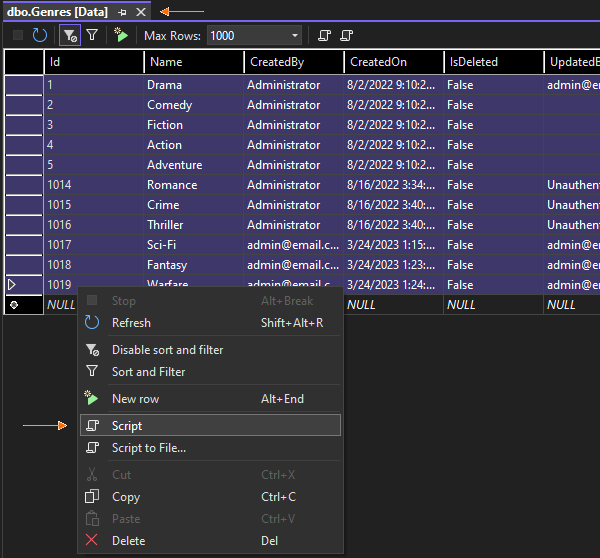 dbo.Genres [Data]
Max Rows: 1000
Id Name CreatedBy CreatedOn IsDeleted UpdatedB
1 Drama Administrator 8/2/2022 9:10:2... False admin@em
2 Comedy Administrator 8/2/2022 9:10:2... False
3 Fiction Administrator 8/2/2022 9:10:2... False
4 Action Administrator 8/2/2022 9:10:2... False
5 Adventure Administrator 8/2/2022 9:10:2... False
1014 Romance Administrator 8/16/2022 3:34:... False Unauthent
1015 Crime Administrator 8/16/2022 3:40:... False Unauthent
1016 Thriller Administrator 8/16/2022 3:40:... False Unauthent
1017 Sci-Fi admin@email.c... 3/24/2023 1:15:... False admin@em
1018 Fantasy admin@email.c... 3/24/2023 1:23:... False admin@em
1019 Warfare admin@email.c... 3/24/2023 1:24:... False admin@em
NULL NULL NULL NULL
Stop Alt+Break
Refresh Shift+Alt+R
Disable sort and filter
Sort and Filter
New row Alt+End
Script
Script to File...
Cut Ctrl+X
Copy Ctrl+C
Paste Ctrl+V
Delete Del